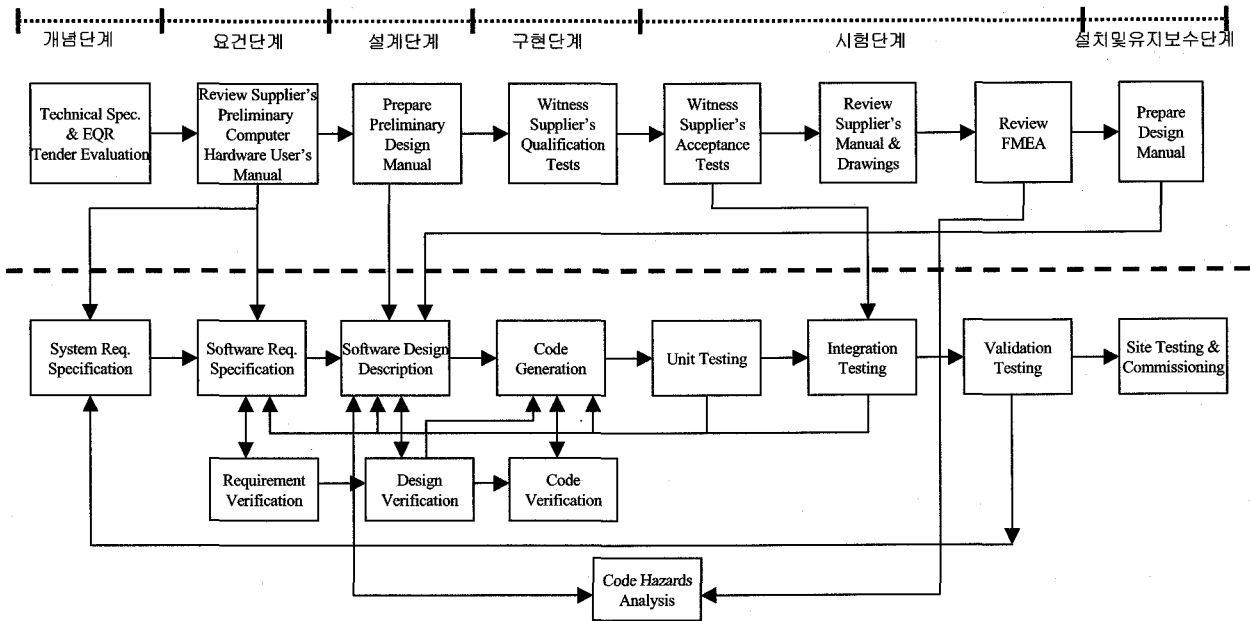 개념단계
요건단계
설계단계
구현단계
시험단계
설치및유지보수단계
Technical Spec.
& EQR
Tender Evaluation
Review Supplier's
Preliminary
Computer
Hardware User's
Manual
Prepare
Preliminary
Design
Manual
Witness
Supplier's
Qualification
Tests
Witness
Supplier's
Acceptance
Tests
Review
Supplier's
Manual &
Drawings
Review
FMEA
Prepare
Design
Manual
System Req.
Specification
Software Req.
Specification
Software Design
Description
Code
Generation
Unit Testing
Integration
Testing
Validation
Testing
Site Testing &
Commissioning
Requirement
Verification
Design
Verification
Code
Verification
Code Hazards
Analysis